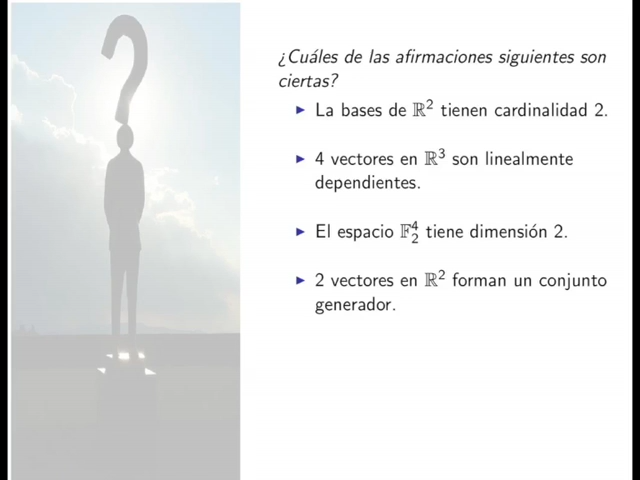 ¿Cuáles de las afirmaciones siguientes son
ciertas?
▶ La bases de ℝ² tienen cardinalidad 2.
▶ 4 vectores en ℝ³ son linealmente
dependientes.
▶ El espacio 𝔽₂⁴ tiene dimensión 2.
▶ 2 vectores en ℝ² forman un conjunto
generador.